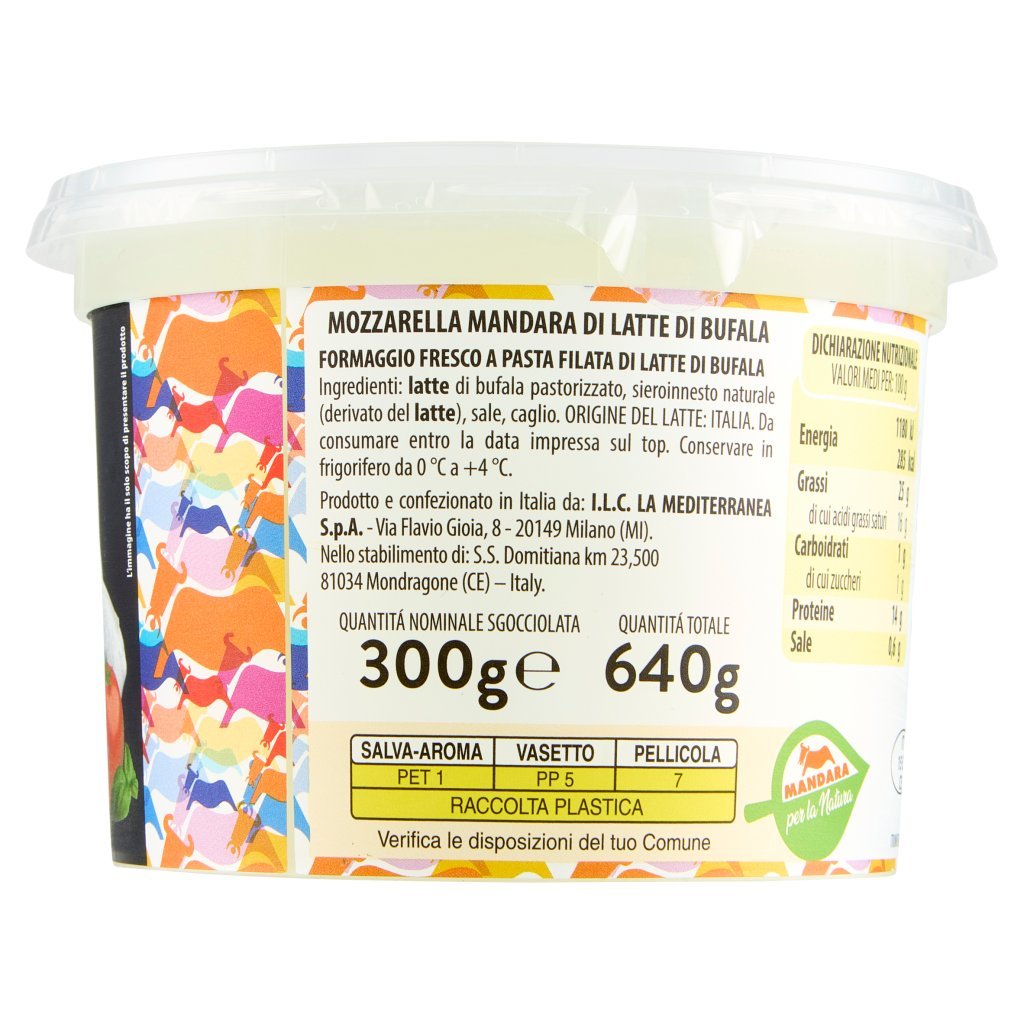 L'immagine ha il solo scopo di presentare il prodotto
MOZZARELLA MANDARA DI LATTE DI BUFALA
FORMAGGIO FRESCO A PASTA FILATA DI LATTE DI BUFALA
Ingredienti: latte di bufala pastorizzato, sieroinnesto naturale
(derivato del latte), sale, caglio. ORIGINE DEL LATTE: ITALIA. Da
consumare entro la data impressa sul top. Conservare in
frigorifero da 0 °C a +4 °C.
Prodotto e confezionato in Italia da: I.L.C. LA MEDITERRANEA
S.p.A. - Via Flavio Gioia, 8 - 20149 Milano (MI).
Nello stabilimento di: S.S. Domitiana km 23,500
81034 Mondragone (CE) – Italy.
QUANTITÁ NOMINALE SGOCCIOLATA
300g℮
QUANTITÁ TOTALE
640g
SALVA-AROMA VASETTO PELLICOLA
PET 1 PP 5 7
RACCOLTA PLASTICA
Verifica le disposizioni del tuo Comune
DICHIARAZIONE NUTRIZIONALE
VALORI MEDI PER: 100 g
Energia 1180 kJ
285 kcal
Grassi 25 g
di cui acidi grassi saturi 16 g
Carboidrati 1 g
di cui zuccheri 1 g
Proteine 14 g
Sale 0,6 g
MANDARA
per la Natura